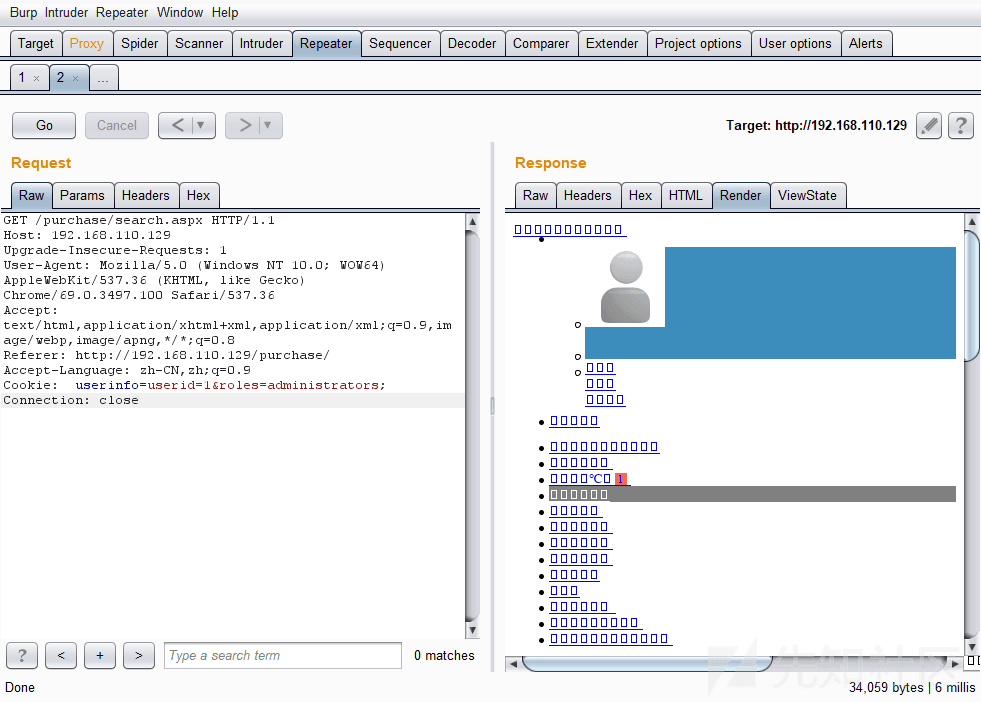 Burp Intruder Repeater Window Help
Target Proxy Spider Scanner Intruder Repeater Sequencer Decoder Comparer Extender Project options User options Alerts
1 × 2 × ...
Go Cancel < > Target: http://192.168.110.129 ?
Request
Raw Params Headers Hex
GET /purchase/search.aspx HTTP/1.1
Host: 192.168.110.129
Upgrade-Insecure-Requests: 1
User-Agent: Mozilla/5.0 (Windows NT 10.0; WOW64)
AppleWebKit/537.36 (KHTML, like Gecko)
Chrome/69.0.3497.100 Safari/537.36
Accept:
text/html,application/xhtml+xml,application/xml;q=0.9,im
age/webp,image/apng,*/*;q=0.8
Referer: http://192.168.110.129/purchase/
Accept-Language: zh-CN,zh;q=0.9
Cookie:  userinfo=userid=1&roles=administrators;
Connection: close
? < + > Type a search term 0 matches
Response
Raw Headers Hex HTML Render ViewState
℃ 1
先知社区
Done 34,059 bytes | 6 millis